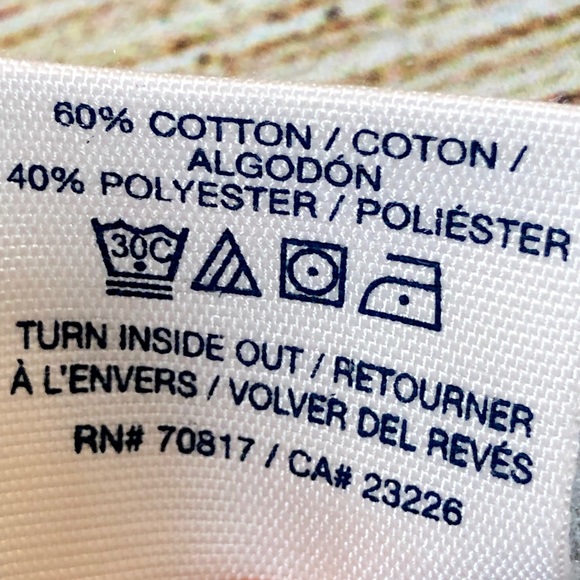 60% COTTON / COTON /
ALGODÓN
40% POLYESTER / POLIÉSTER
30C
TURN INSIDE OUT / RETOURNER
À L'ENVERS / VOLVER DEL REVÉS
RN# 70817 / CA# 23226